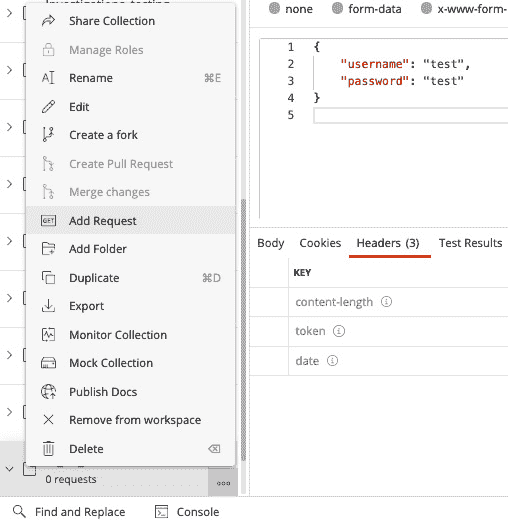 Investigations testing
Share Collection
Manage Roles
Rename ⌘E
Edit
Create a fork
Create Pull Request
Merge changes
GET Add Request
Add Folder
Duplicate ⌘D
Export
Monitor Collection
Mock Collection
Publish Docs
Remove from workspace
Delete ⌫
0 requests
none form-data x-www-form-
1 {
2 "username": "test",
3 "password": "test"
4 }
5
Body Cookies Headers (3) Test Results
KEY
content-length
token
date
Find and Replace Console